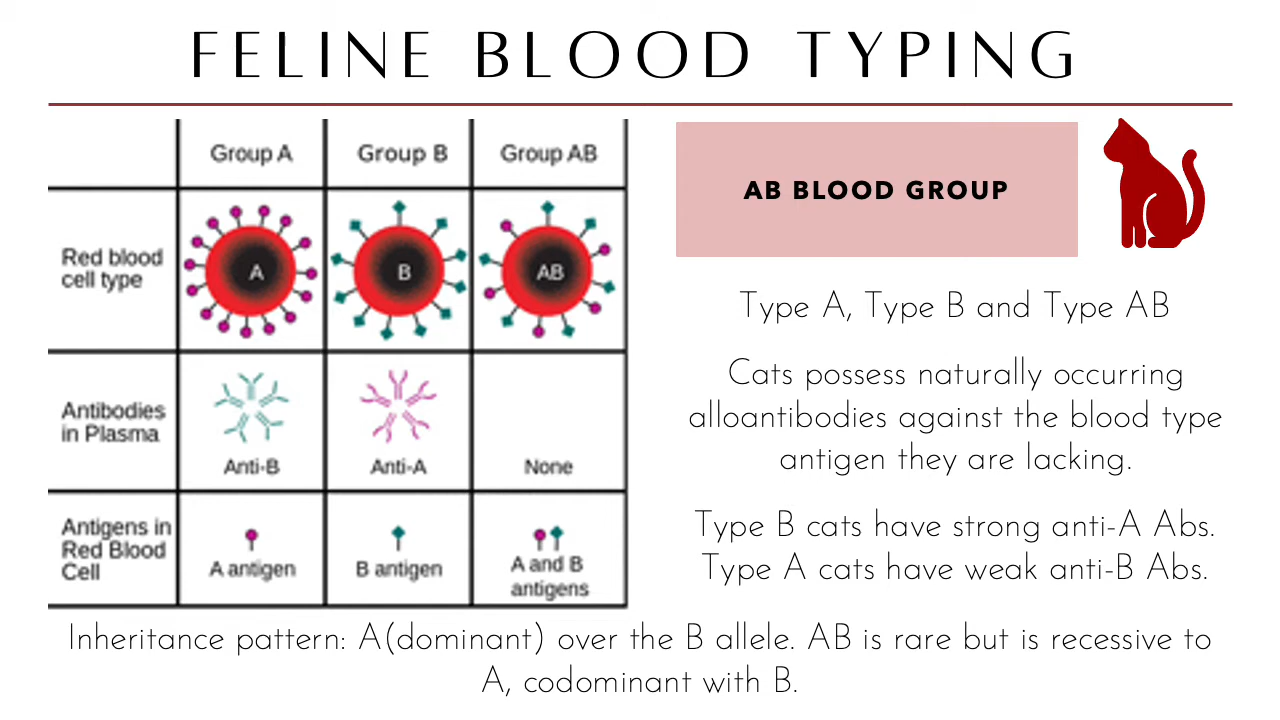 FELINE BLOOD TYPING
Group A
Group B
Group AB
Red blood
cell type
A
B
AB
Antibodies
in Plasma
Anti-B
Anti-A
None
Antigens in
Red Blood
Cell
A antigen
B antigen
A and B
antigens
AB BLOOD GROUP
Type A, Type B and Type AB
Cats possess naturally occurring
alloantibodies against the blood type
antigen they are lacking.
Type B cats have strong anti-A Abs.
Type A cats have weak anti-B Abs.
Inheritance pattern: A(dominant) over the B allele. AB is rare but is recessive to
A, codominant with B.